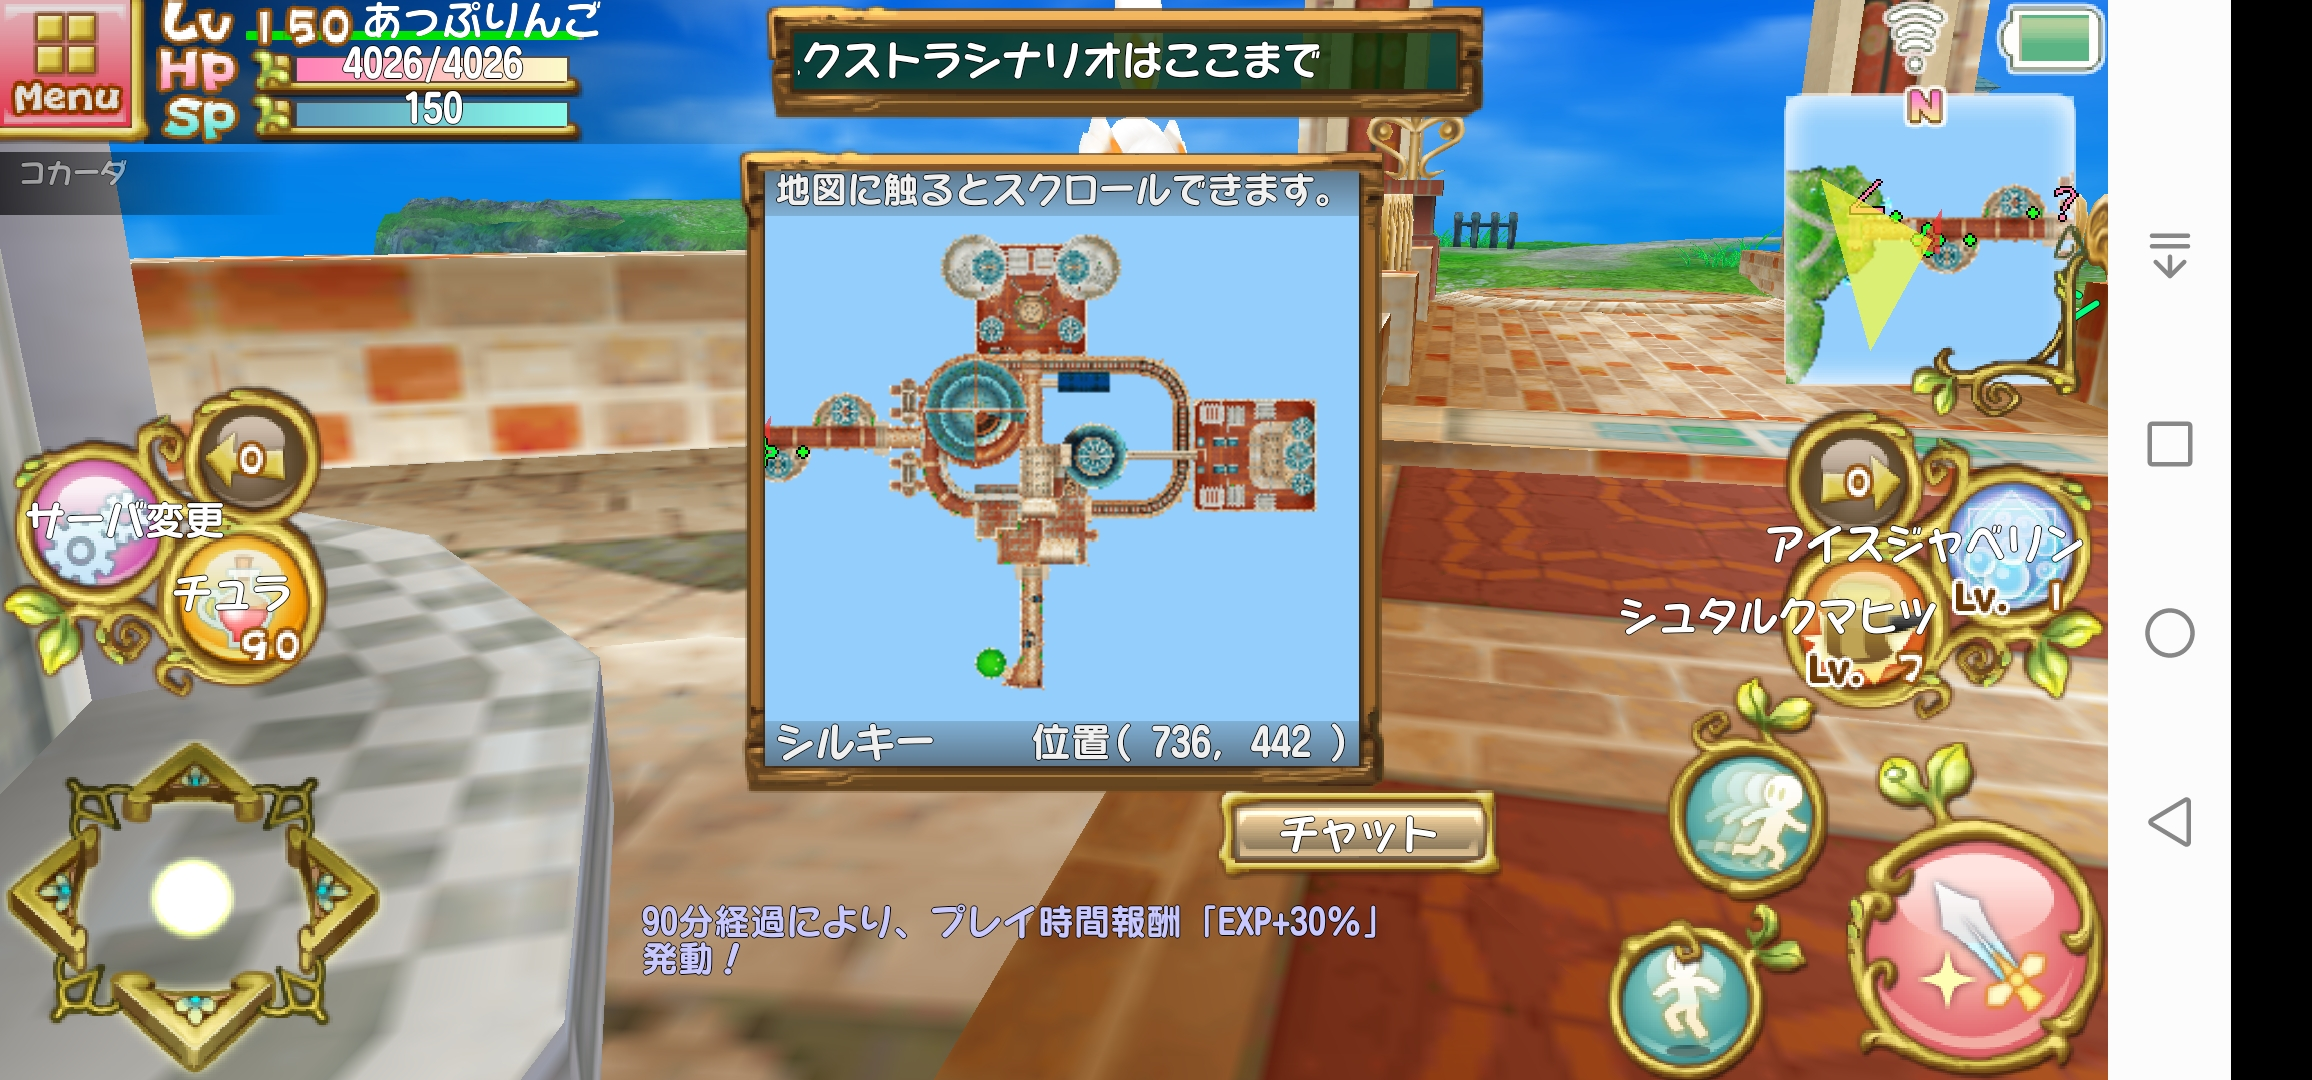 Menu
Lv 150 あっぷりんご
Hp 4026/4026
Sp 150
コカーダ
クストラシナリオはここまで
N
地図に触るとスクロールできます。
シルキー 位置( 736, 442 )
0
サーバ変更
チュラ
90
0
アイスジャベリン
Lv. 1
シュタルクマヒツ
Lv. 7
チャット
90分経過により、プレイ時間報酬「EXP+30%」
発動！